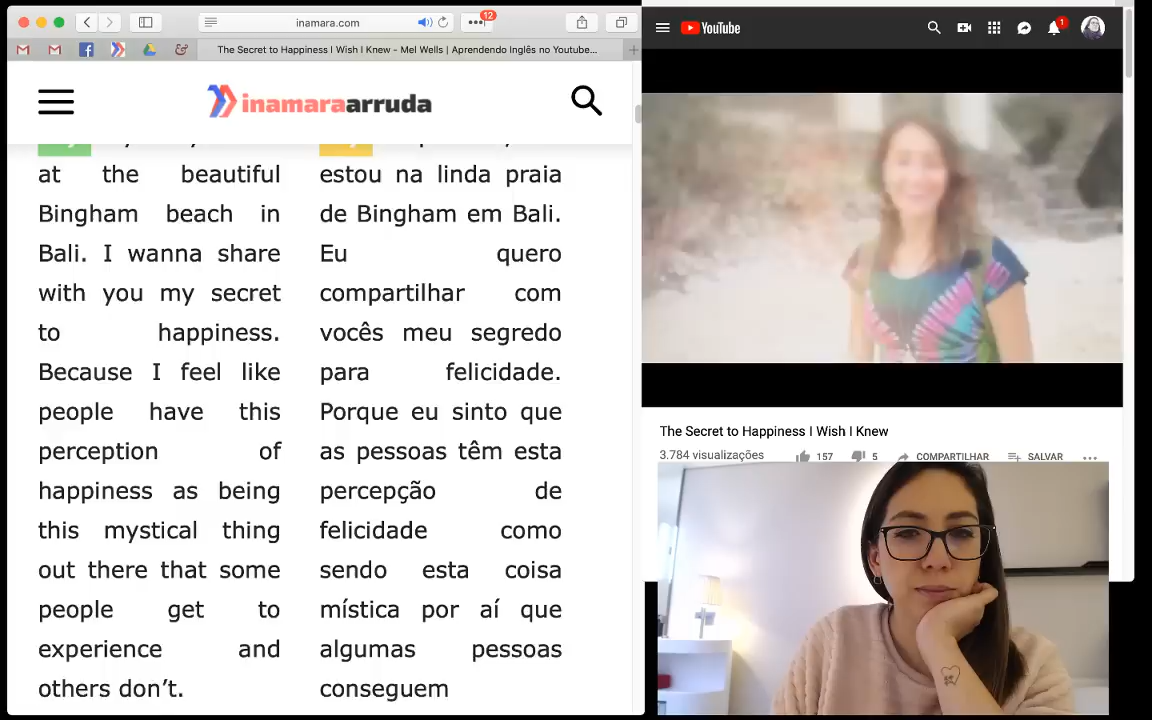 inamara.com
12
The Secret to Happiness I Wish I Knew - Mel Wells | Aprendendo Inglês no Youtube...
inamaraarruda
at the beautiful
Bingham beach in
Bali. I wanna share
with you my secret
to happiness.
Because I feel like
people have this
perception of
happiness as being
this mystical thing
out there that some
people get to
experience and
others don't.
estou na linda praia
de Bingham em Bali.
Eu quero
compartilhar com
vocês meu segredo
para felicidade.
Porque eu sinto que
as pessoas têm esta
percepção de
felicidade como
sendo esta coisa
mística por aí que
algumas pessoas
conseguem
YouTube
1
The Secret to Happiness I Wish I Knew
3.784 visualizações
157
5
COMPARTILHAR
SALVAR